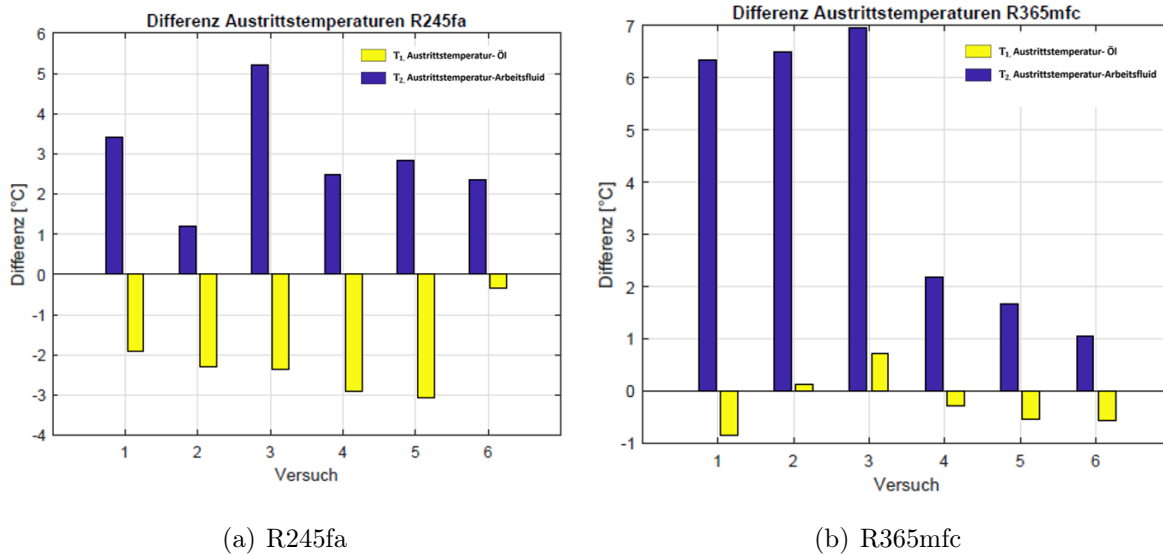 Differenz Austrittstemperaturen R245fa
6
5
4
3
2
1
0
-1
-2
-3
-4
Differenz [°C]
T1, Austrittstemperatur- Öl
T2, Austrittstemperatur-Arbeitsfluid
1 2 3 4 5 6
Versuch
(a) R245fa
Differenz Austrittstemperaturen R365mfc
7
6
5
4
3
2
1
0
-1
Differenz [°C]
T1, Austrittstemperatur- Öl
T2, Austrittstemperatur-Arbeitsfluid
1 2 3 4 5 6
Versuch
(b) R365mfc